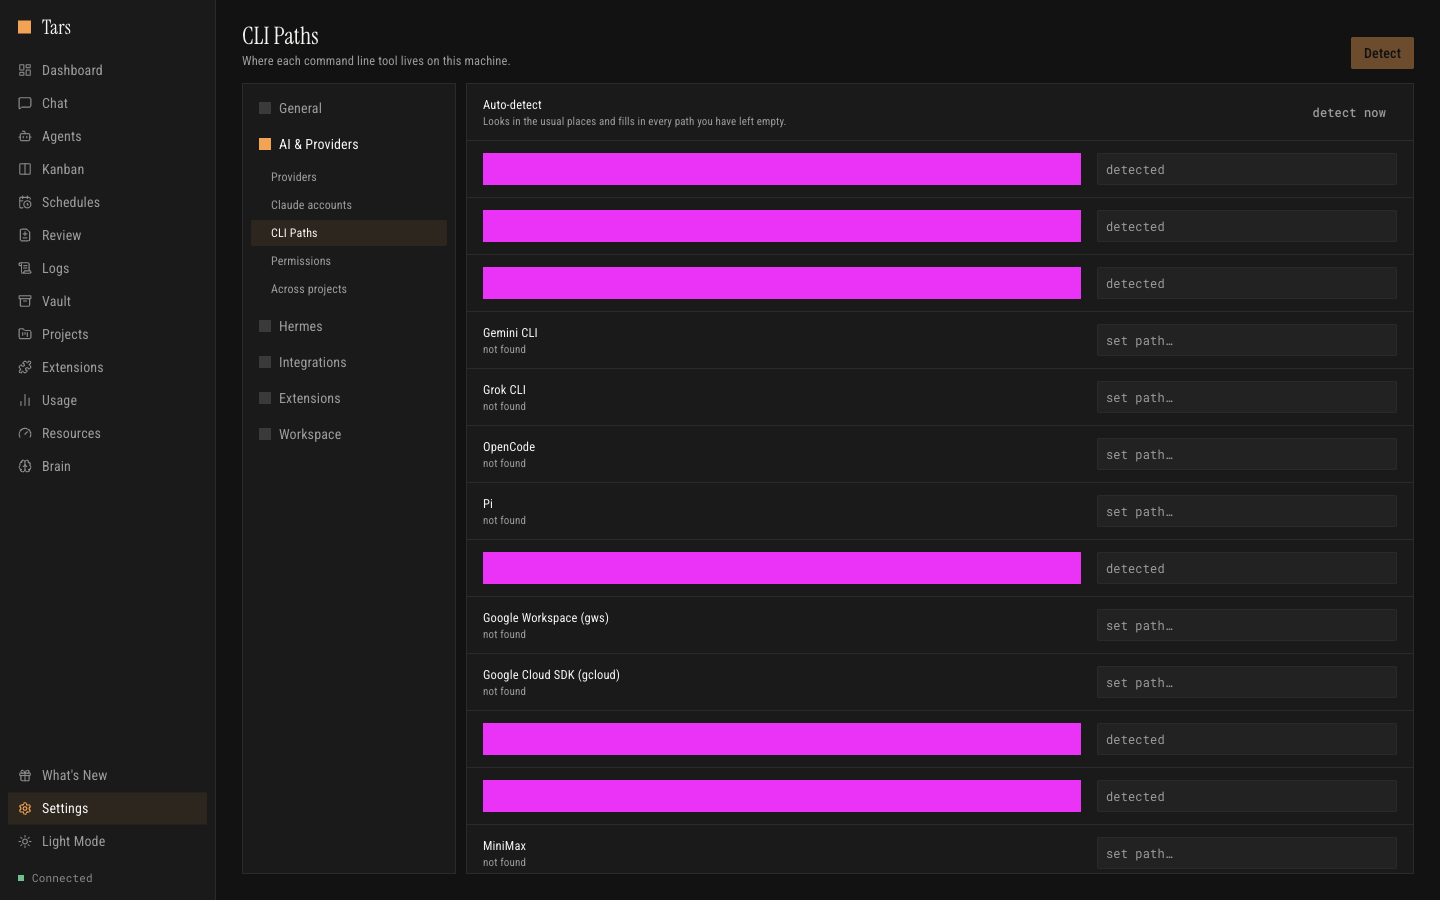 Tars
Dashboard
Chat
Agents
Kanban
Schedules
Review
Logs
Vault
Projects
Extensions
Usage
Resources
Brain
What's New
Settings
Light Mode
Connected
CLI Paths
Where each command line tool lives on this machine.
Detect
General
AI & Providers
Providers
Claude accounts
CLI Paths
Permissions
Across projects
Hermes
Integrations
Extensions
Workspace
Auto-detect
Looks in the usual places and fills in every path you have left empty.
detect now
detected
detected
detected
Gemini CLI
not found
set path…
Grok CLI
not found
set path…
OpenCode
not found
set path…
Pi
not found
set path…
detected
Google Workspace (gws)
not found
set path…
Google Cloud SDK (gcloud)
not found
set path…
detected
detected
MiniMax
not found
set path…